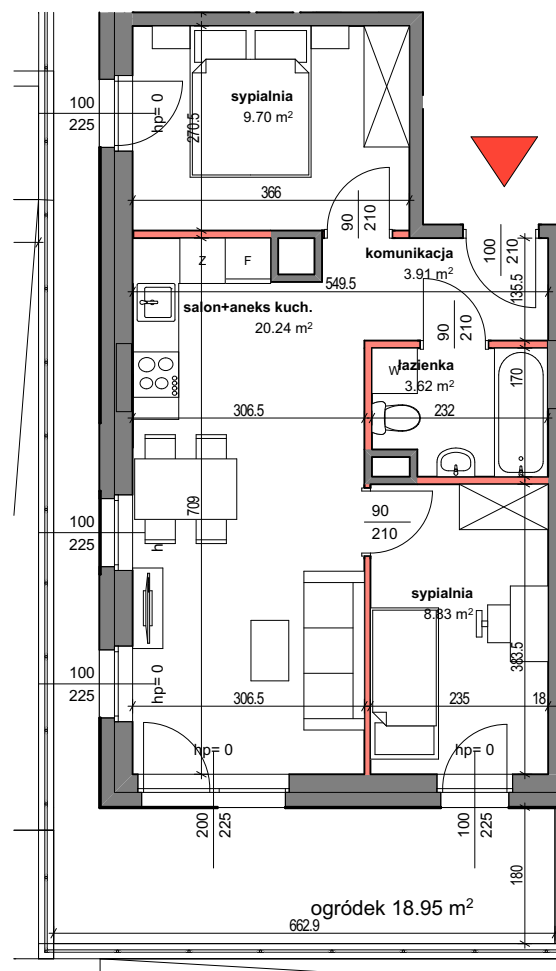 100
225
hp= 0
270.5
sypialnia
9.70 m²
366
90
210
100
210
komunikacja
3.91 m²
135.5
Z
F
549.5
salon+aneks kuch.
20.24 m²
90
210
łazienka
3.62 m²
W
170
306.5
232
709
100
225
90
210
sypialnia
8.83 m²
383.5
100
225
hp= 0
306.5
235
18
hp= 0
hp= 0
200
225
100
225
180
ogródek 18.95 m²
662.9